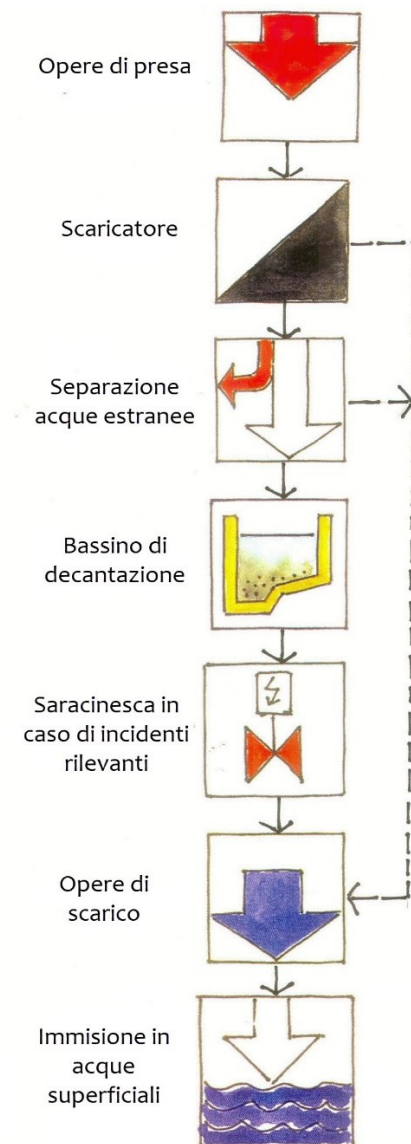 Opere di presa
Scaricatore
Separazione
acque estranee
Bassino di
decantazione
Saracinesca in
caso di incidenti
rilevanti
Opere di
scarico
Immisione in
acque
superficiali